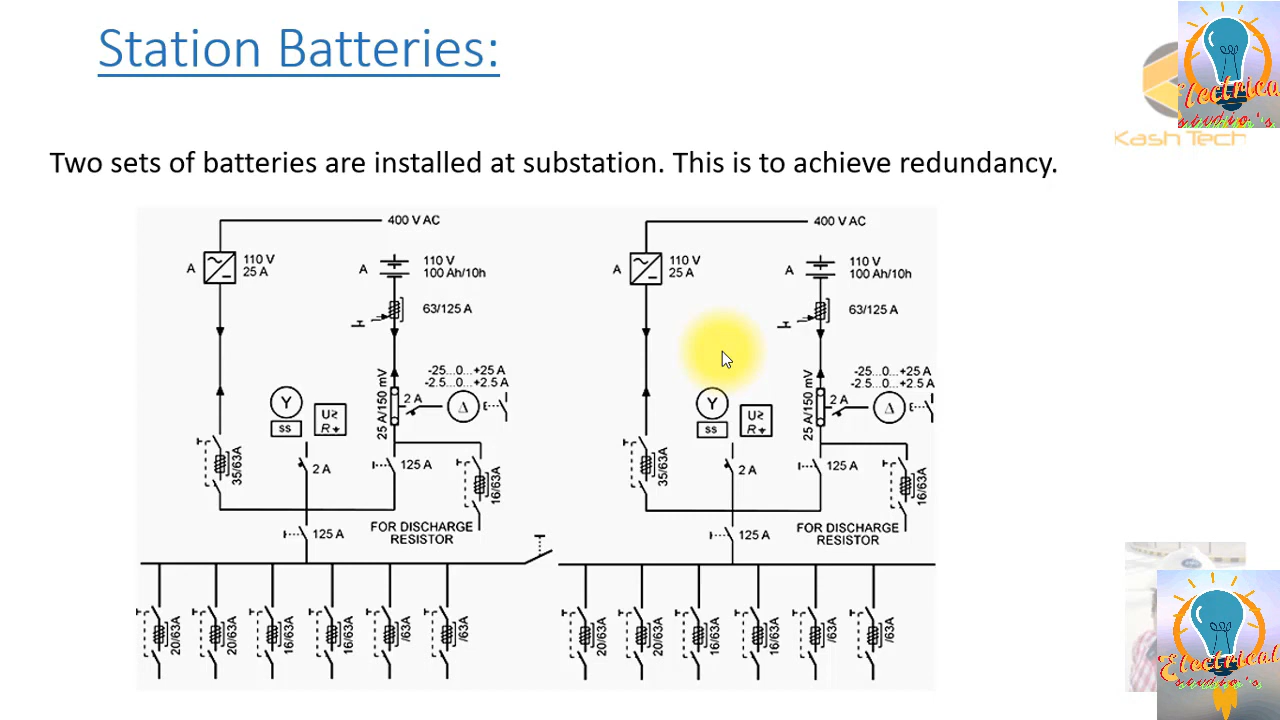 Station Batteries:
Electrical
studio's
Kash Tech
Two sets of batteries are installed at substation. This is to achieve redundancy.
400 V AC
400 V AC
A
110 V
25 A
A
110 V
100 Ah/10h
A
110 V
25 A
A
110 V
100 Ah/10h
63/125 A
63/125 A
-25...0...+25 A
-2.5...0...+2.5 A
-25...0...+25 A
-2.5...0...+2.5 A
25 A/150 mV
2 A
Δ
25 A/150 mV
2 A
Δ
Y
SS
U≷
R
Y
SS
U≷
R
35/63A
2 A
125 A
16/63A
35/63A
2 A
125 A
16/63A
125 A
FOR DISCHARGE
RESISTOR
125 A
FOR DISCHARGE
RESISTOR
20/63A
20/63A
16/63A
16/63A
/63A
/63A
20/63A
20/63A
16/63A
16/63A
/63A
/63A
Electrical
studio's